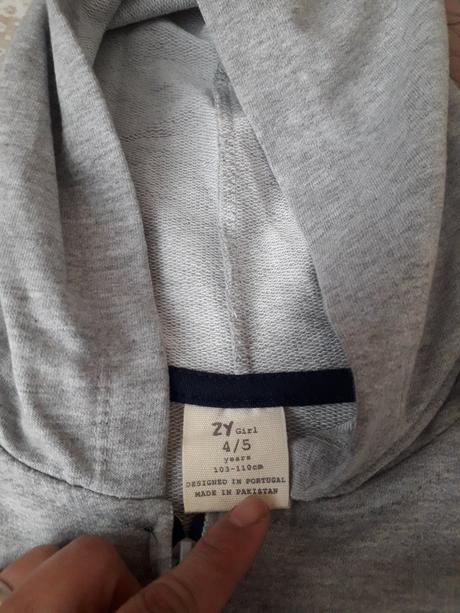 ZY Girl
4/5
years
103-110cm
DESIGNED IN PORTUGAL
MADE IN PAKISTAN